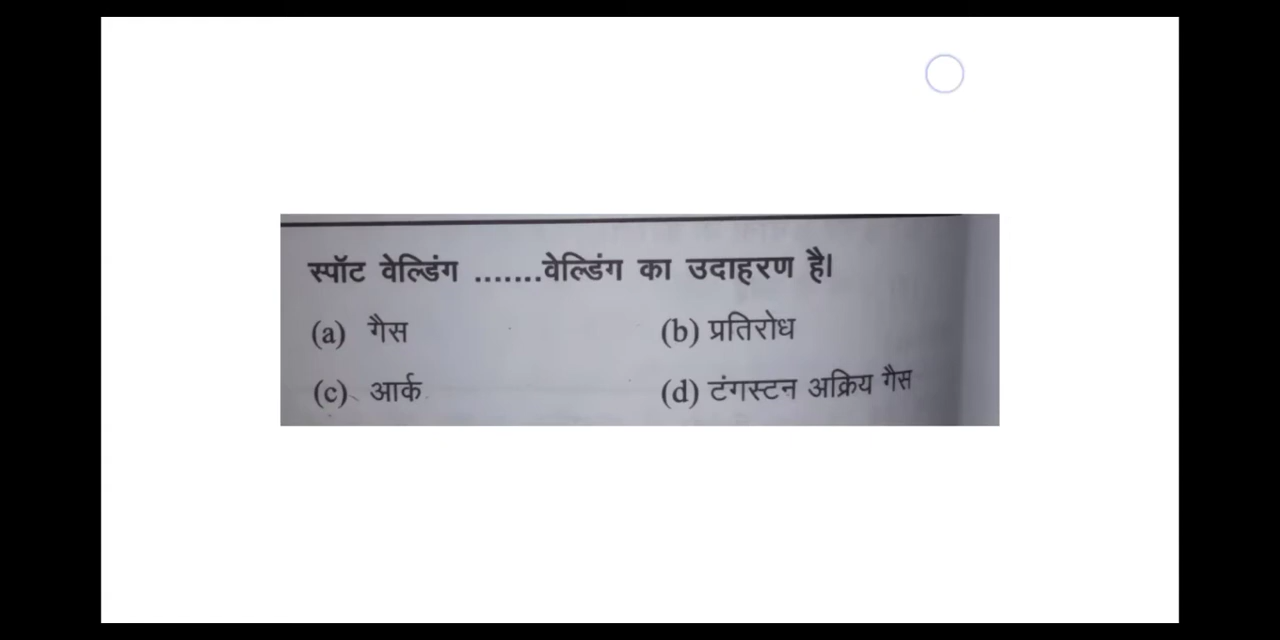 स्पॉट वेल्डिंग .......वेल्डिंग का उदाहरण है।
(a) गैस (b) प्रतिरोध
(c) आर्क (d) टंगस्टन अक्रिय गैस